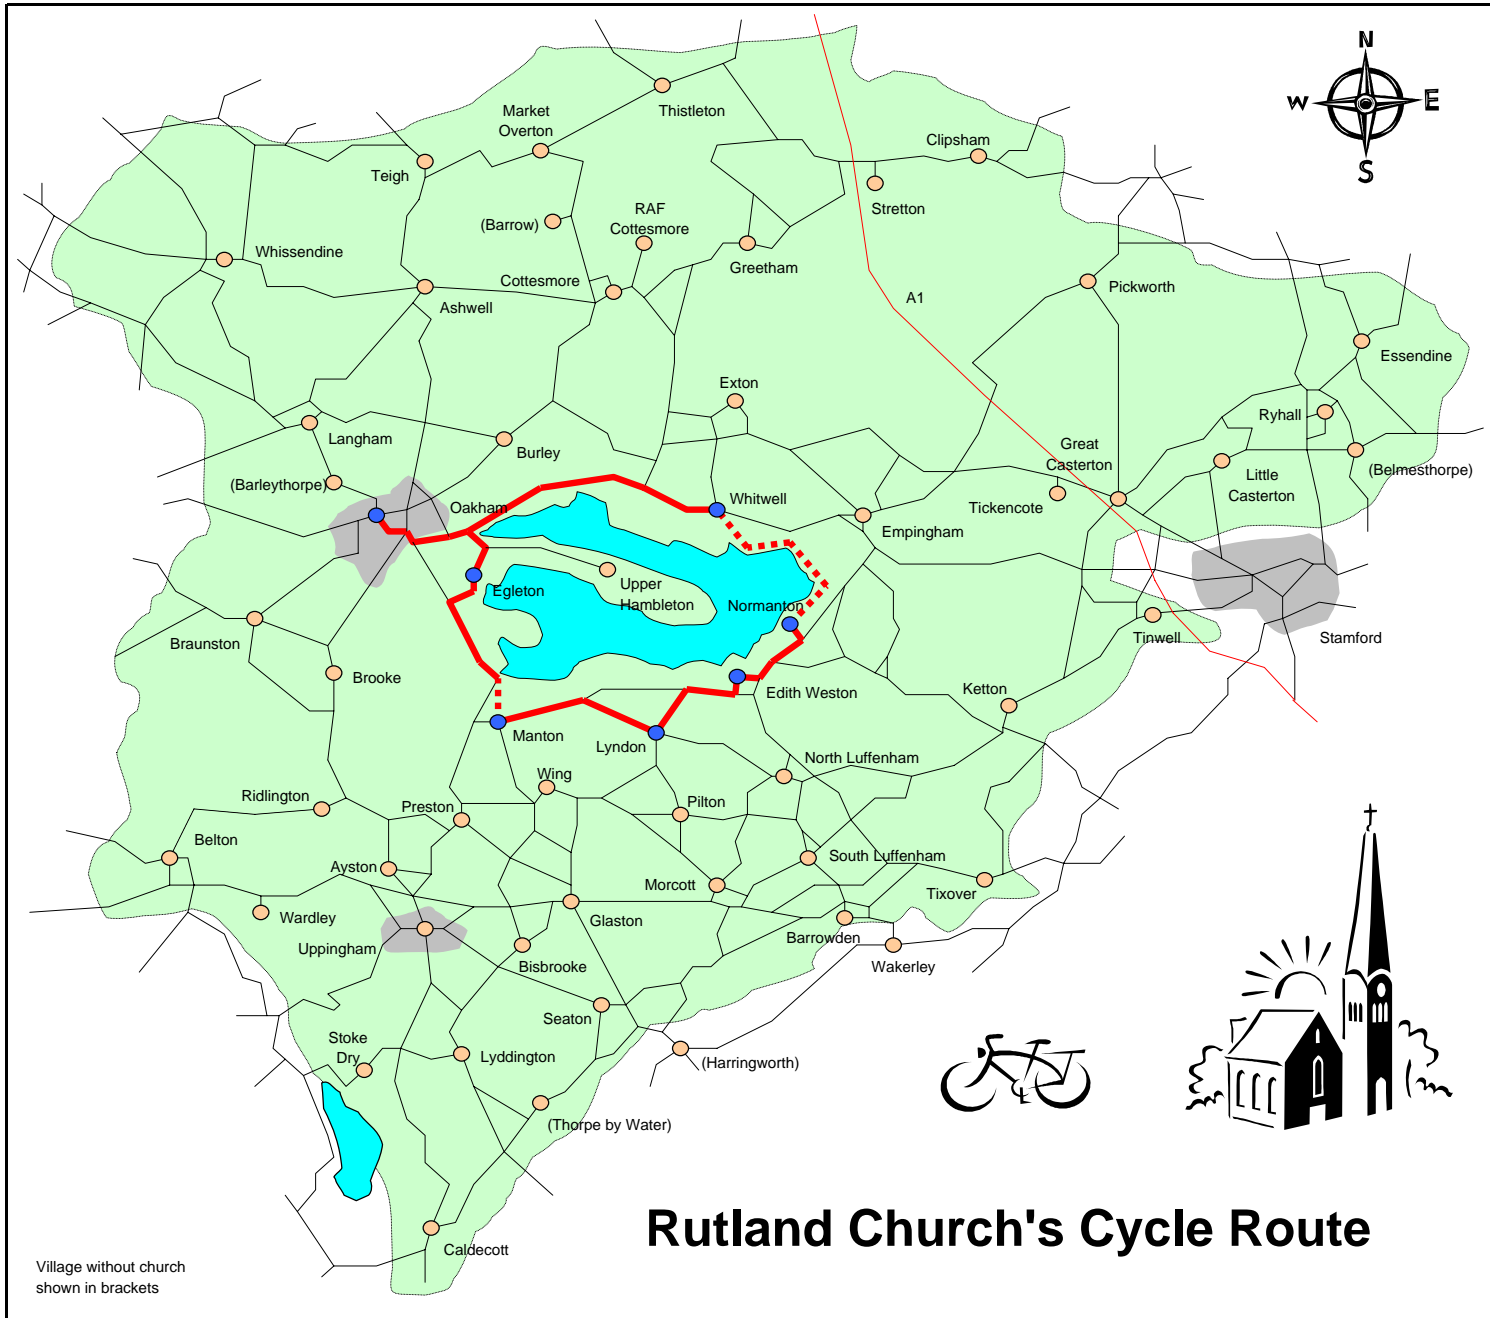 N
W
E
S
Thistleton
Market
Overton
Clipsham
Teigh
Stretton
(Barrow)
RAF
Cottesmore
Whissendine
Greetham
Cottesmore
Ashwell
A1
Pickworth
Essendine
Exton
Ryhall
Langham
Burley
Great
Casterton
(Belmesthorpe)
(Barleythorpe)
Little
Casterton
Oakham
Whitwell
Tickencote
Empingham
Egleton
Upper
Hambleton
Normanton
Braunston
Tinwell
Stamford
Brooke
Edith Weston
Ketton
Manton
Lyndon
North Luffenham
Wing
Ridlington
Preston
Pilton
Belton
Ayston
South Luffenham
Morcott
Tixover
Wardley
Glaston
Uppingham
Barrowden
Bisbrooke
Wakerley
Seaton
Stoke
Dry
Lyddington
(Harringworth)
(Thorpe by Water)
Rutland Church's Cycle Route
Caldecott
Village without church
shown in brackets